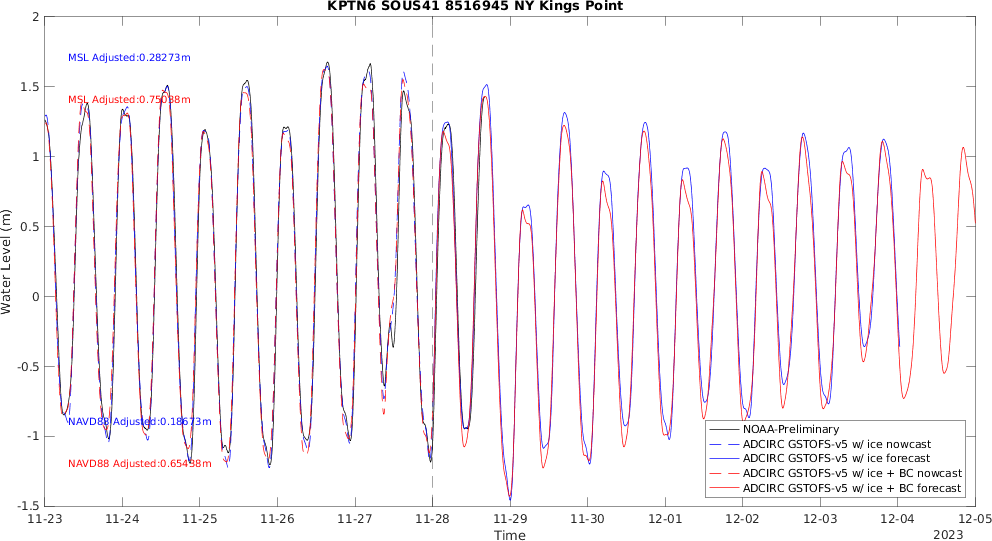 KPTN6 SOUS41 8516945 NY Kings Point
2
1.5
1
0.5
0
-0.5
-1
-1.5
Water Level (m)
MSL Adjusted:0.28273m
MSL Adjusted:0.75038m
NAVD88 Adjusted:0.18673m
NAVD88 Adjusted:0.65438m
NOAA-Preliminary
ADCIRC GSTOFS-v5 w/ ice nowcast
ADCIRC GSTOFS-v5 w/ ice forecast
ADCIRC GSTOFS-v5 w/ ice + BC nowcast
ADCIRC GSTOFS-v5 w/ ice + BC forecast
11-23 11-24 11-25 11-26 11-27 11-28 11-29 11-30 12-01 12-02 12-03 12-04 12-05
Time
2023